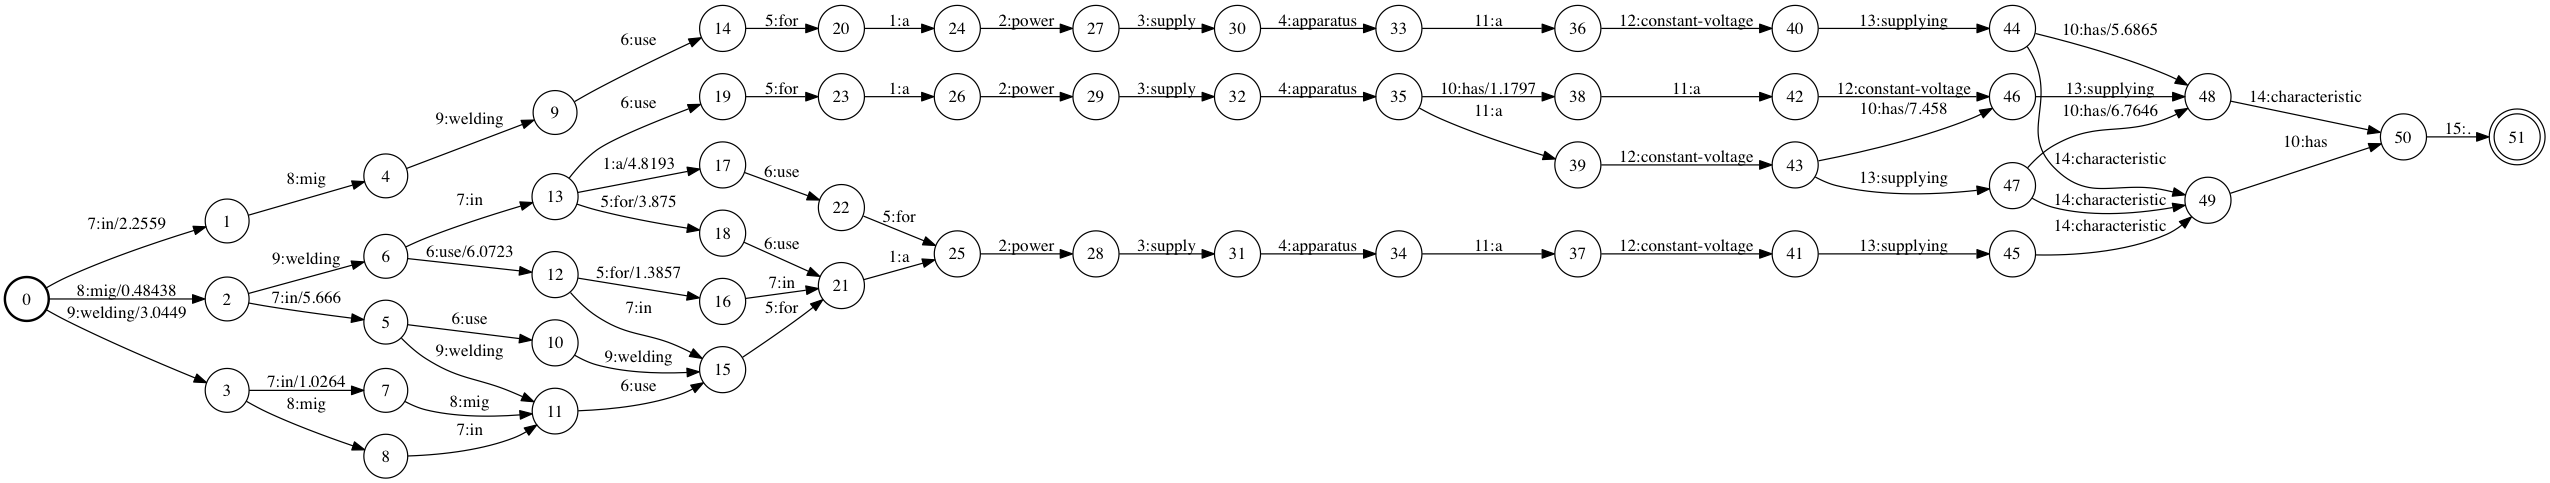 14 5:for 20 1:a 24 2:power 27 3:supply 30 4:apparatus 33 11:a 36 12:constant-voltage 40 13:supplying 44
10:has/5.6865
6:use
19 5:for 23 1:a 26 2:power 29 3:supply 32 4:apparatus 35 10:has/1.1797 38 11:a 42 12:constant-voltage 46 13:supplying 48 14:characteristic
6:use
11:a
10:has/7.458
10:has/6.7646
9
9:welding
15:.
50
51
10:has
1:a/4.8193
17
6:use
39 12:constant-voltage 43
14:characteristic
4
8:mig
13:supplying
47
7:in
13
5:for/3.875
14:characteristic
49
22
5:for
7:in/2.2559
1
18
6:use
14:characteristic
9:welding
6
6:use/6.0723
12
1:a
25 2:power 28 3:supply 31 4:apparatus 34 11:a 37 12:constant-voltage 41 13:supplying 45
5:for/1.3857
16
7:in
21
0
8:mig/0.48438
2
7:in/5.666
5
9:welding/3.0449
7:in
5:for
6:use
10
9:welding
9:welding
15
3
7:in/1.0264
7
6:use
8:mig
8:mig
11
7:in
8